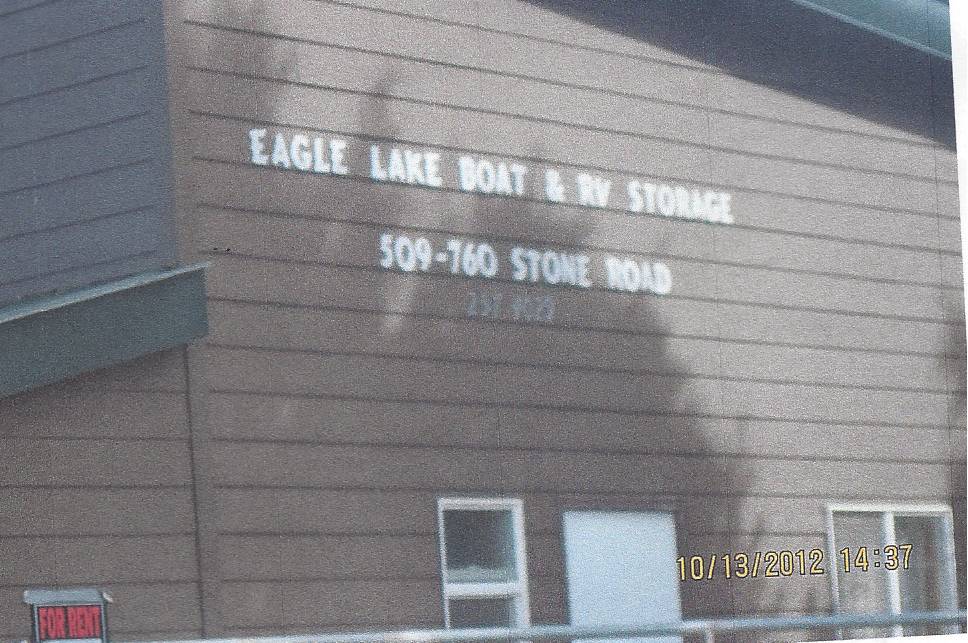 EAGLE LAKE BOAT & RV STORAGE
509-760 STONE ROAD
10/13/2012 14:37
FOR RENT